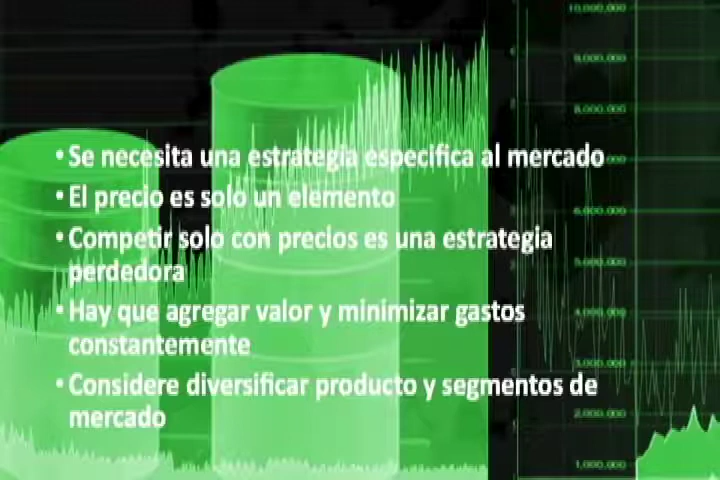 • Se necesita una estrategia especifica al mercado
• El precio es solo un elemento
• Competir solo con precios es una estrategia
perdedora
• Hay que agregar valor y minimizar gastos
constantemente
• Considere diversificar producto y segmentos de
mercado
10,000,000
9,000,000
8,000,000
6,000,000
5,000,000
4,000,000
3,000,000
2,000,000
1,000,000